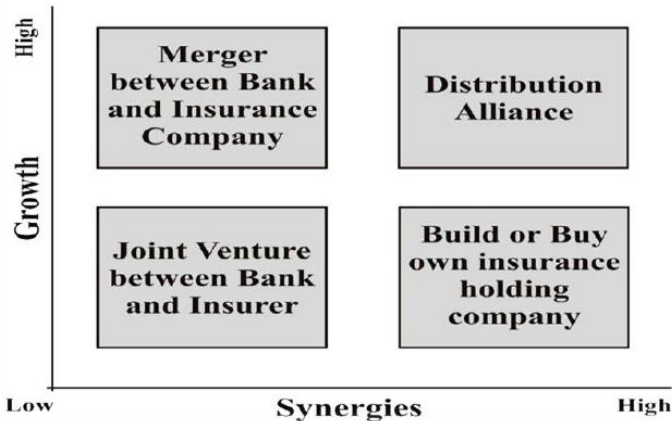 High
Growth
Merger
between Bank
and Insurance
Company
Distribution
Alliance
Joint Venture
between Bank
and Insurer
Build or Buy
own insurance
holding
company
Low
Synergies
High